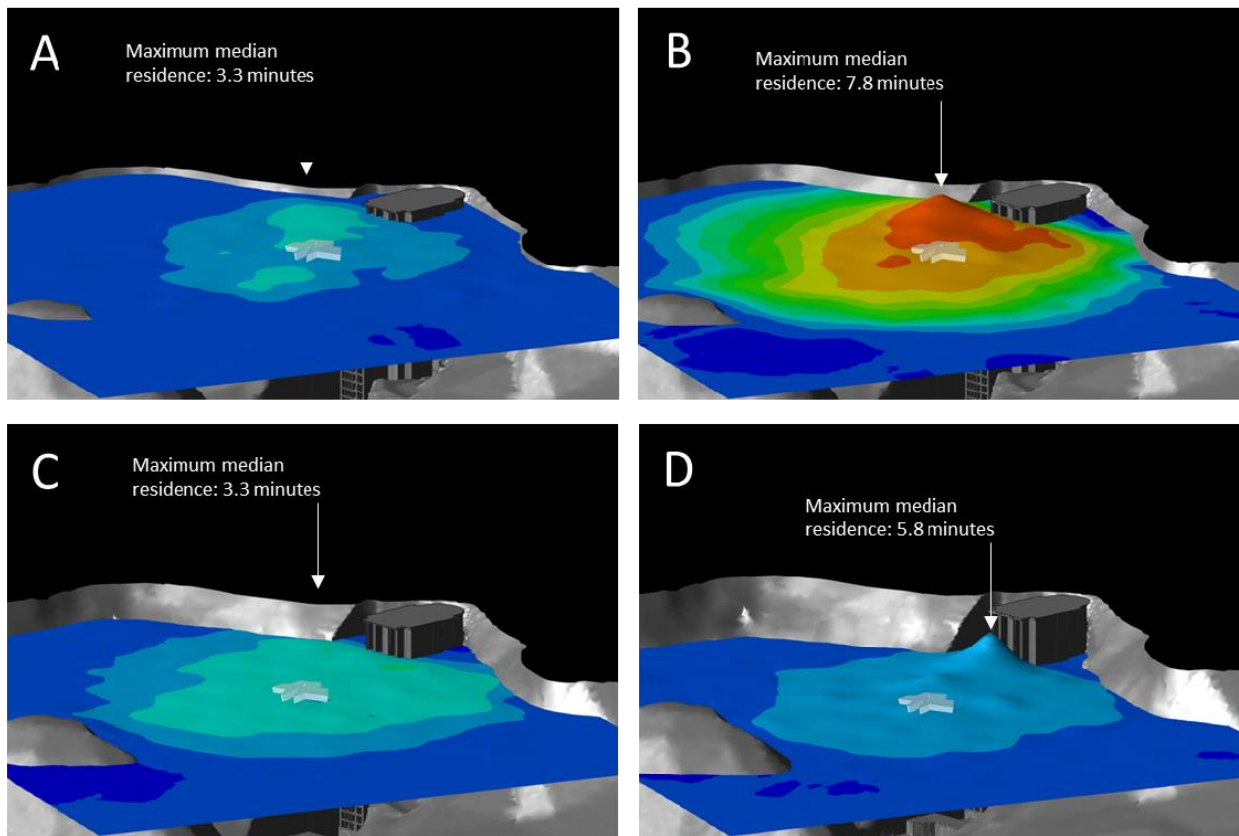 A
Maximum median
residence: 3.3 minutes
B
Maximum median
residence: 7.8 minutes
C
Maximum median
residence: 3.3 minutes
D
Maximum median
residence: 5.8 minutes